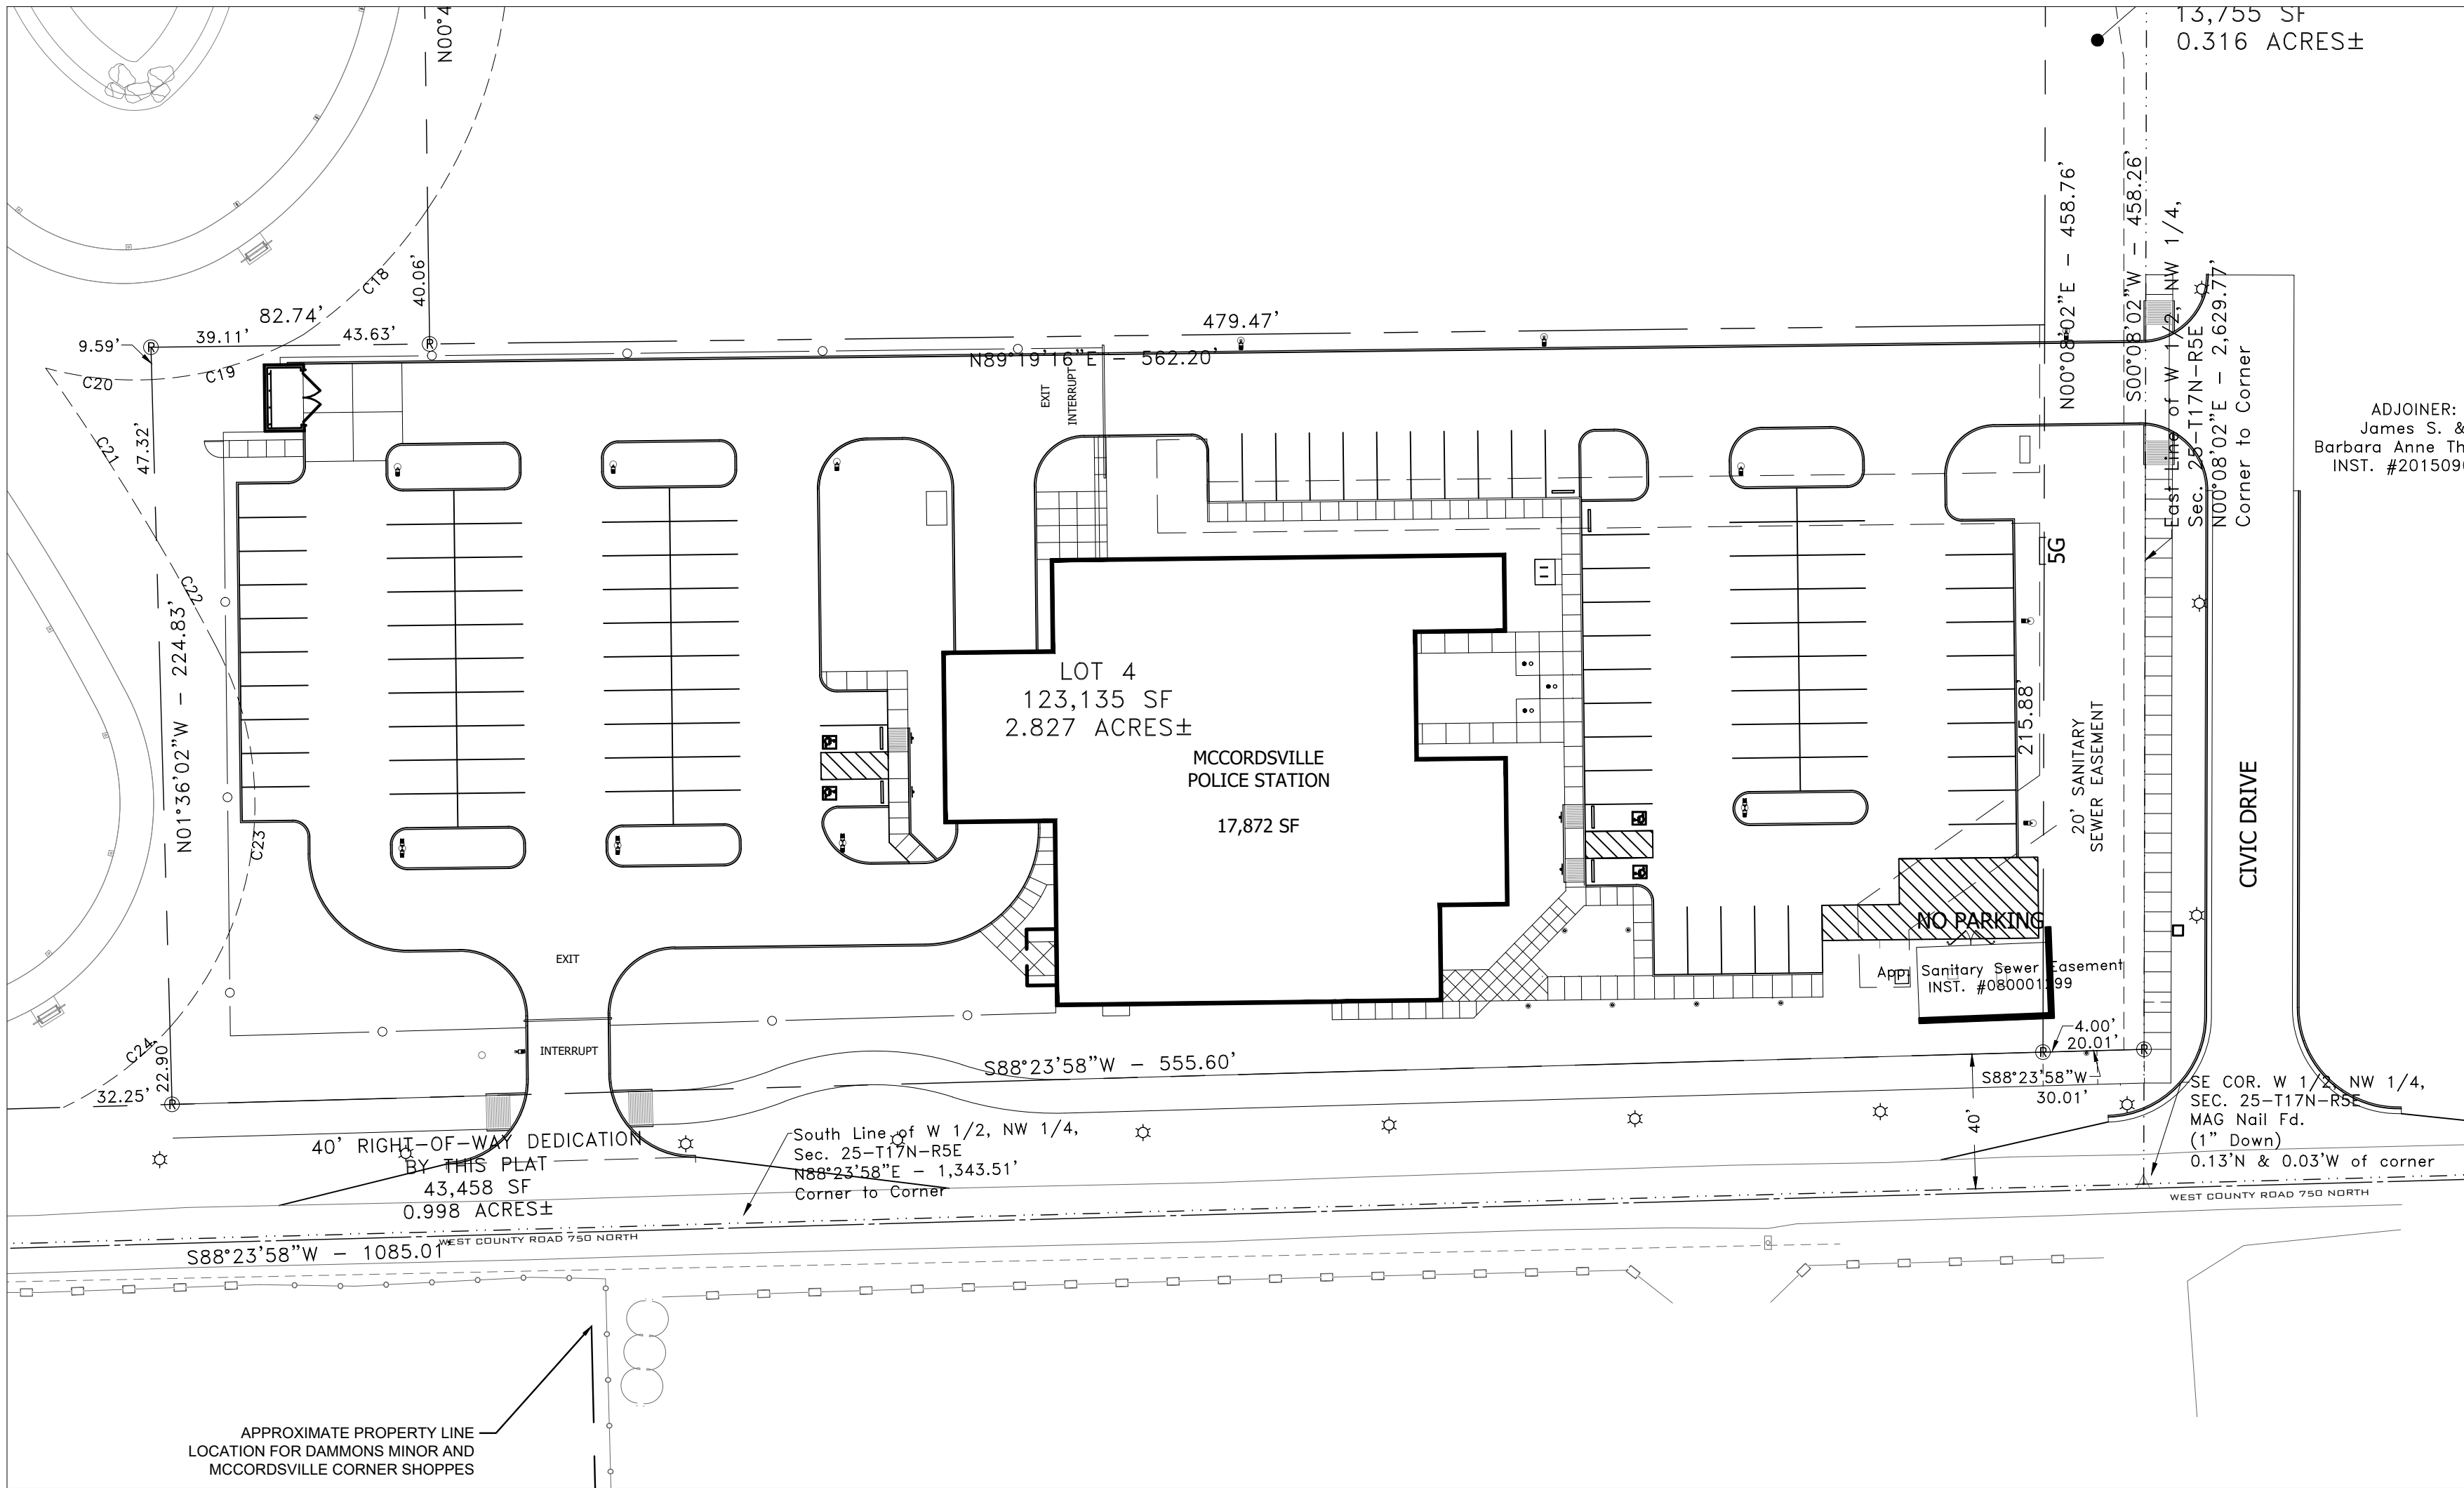 N00°4
13,755 SF
0.316 ACRES±
N00°08'02"E - 458.76'
S00°08'02"W - 458.26'
East Line of W 1/2, NW 1/4,
Sec. 25-T17N-R5E
N00°08'02"E - 2,629.77'
Corner to Corner
C18
40.06'
82.74'
479.47'
9.59'
39.11'
43.63'
N89°19'16"E - 562.20'
C20
C19
EXIT
INTERRUPT
ADJOINER:
James S. &
Barbara Anne Th
INST. #2015090
C21
47.32'
5G
C22
N01°36'02"W - 224.83'
LOT 4
123,135 SF
2.827 ACRES±
215.88'
20' SANITARY
SEWER EASEMENT
MCCORDSVILLE
POLICE STATION
17,872 SF
CIVIC DRIVE
C23
NO PARKING
EXIT
App. Sanitary Sewer Easement
INST. #080001299
INTERRUPT
C24
22.90'
32.25'
S88°23'58"W - 555.60'
4.00'
20.01'
S88°23'58"W
30.01'
40'
SE COR. W 1/2, NW 1/4,
SEC. 25-T17N-R5E
MAG Nail Fd.
(1" Down)
0.13'N & 0.03'W of corner
40' RIGHT-OF-WAY DEDICATION
BY THIS PLAT
43,458 SF
0.998 ACRES±
South Line of W 1/2, NW 1/4,
Sec. 25-T17N-R5E
N88°23'58"E - 1,343.51'
Corner to Corner
WEST COUNTY ROAD 750 NORTH
WEST COUNTY ROAD 750 NORTH
S88°23'58"W - 1085.01'
APPROXIMATE PROPERTY LINE
LOCATION FOR DAMMONS MINOR AND
MCCORDSVILLE CORNER SHOPPES